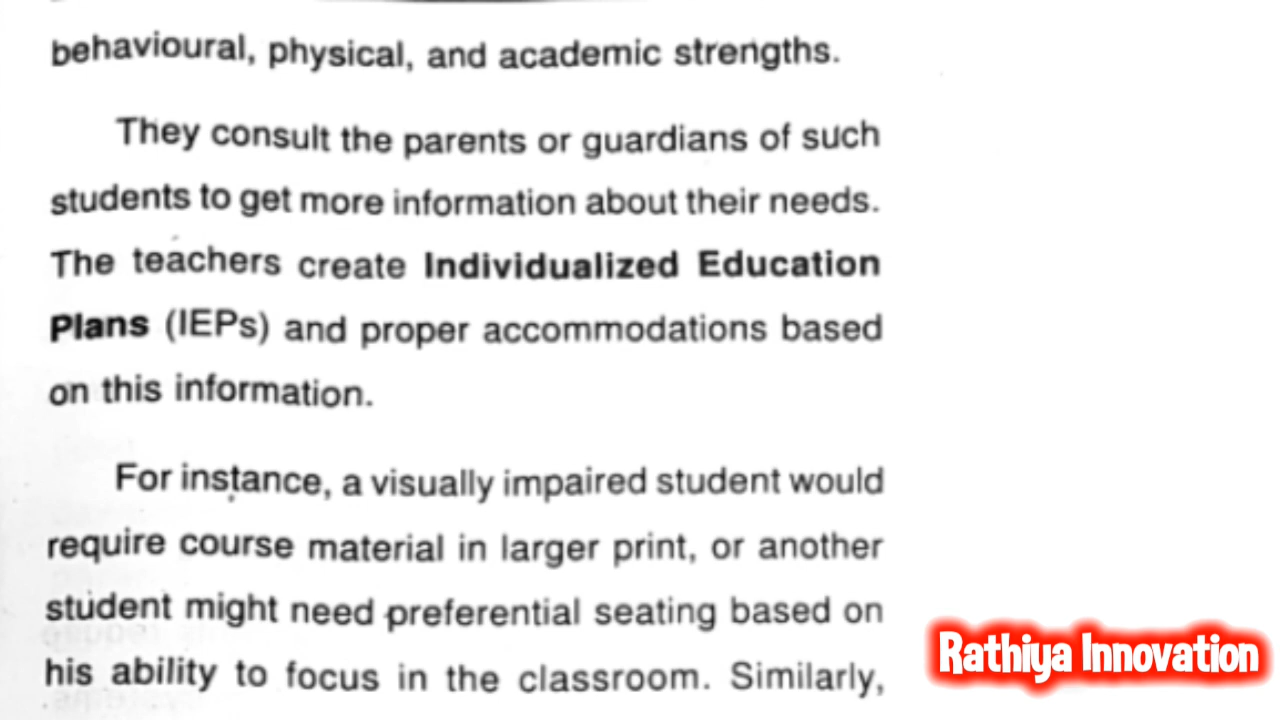 behavioural, physical, and academic strengths.
They consult the parents or guardians of such
students to get more information about their needs.
The teachers create Individualized Education
Plans (IEPs) and proper accommodations based
on this information.
For instance, a visually impaired student would
require course material in larger print, or another
student might need preferential seating based on
his ability to focus in the classroom. Similarly,
Rathiya Innovation